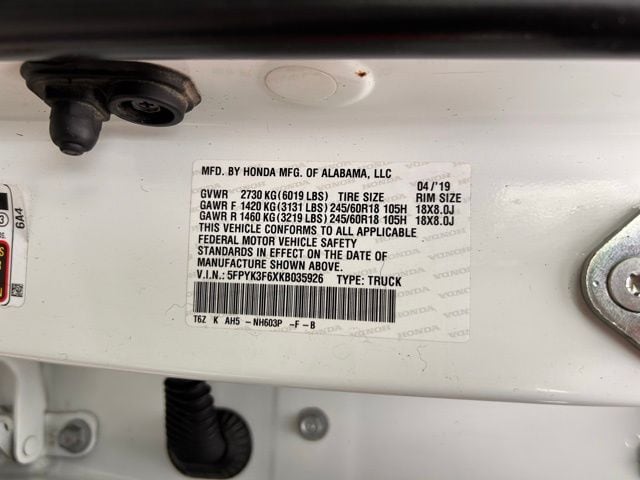 MFD. BY HONDA MFG. OF ALABAMA, LLC
04/'19
GVWR 2730 KG (6019 LBS) TIRE SIZE RIM SIZE
GAWR F 1420 KG (3131 LBS) 245/60R18 105H 18X8.0J
GAWR R 1460 KG (3219 LBS) 245/60R18 105H 18X8.0J
THIS VEHICLE CONFORMS TO ALL APPLICABLE
FEDERAL MOTOR VEHICLE SAFETY
STANDARDS IN EFFECT ON THE DATE OF
MANUFACTURE SHOWN ABOVE.
V.I.N.: 5FPYK3F6XKB035926 TYPE: TRUCK
T6Z K AH5 -NH603P -F -B
6A4